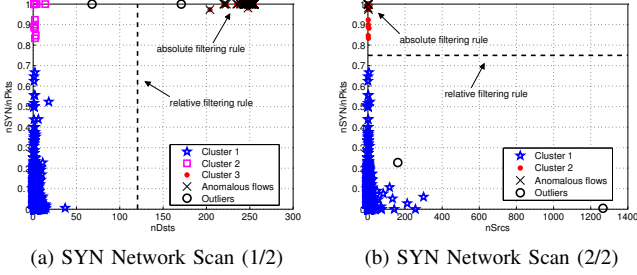 1
0.9
0.8
0.7
0.6
0.5
0.4
0.3
0.2
0.1
0
nSYN/nPkts
absolute filtering rule
relative filtering rule
Cluster 1
Cluster 2
Cluster 3
Anomalous flows
Outliers
0 50 100 150 200 250 300
nDsts
(a) SYN Network Scan (1/2)
1
0.9
0.8
0.7
0.6
0.5
0.4
0.3
0.2
0.1
0
nSYN/nPkts
absolute filtering rule
relative filtering rule
Cluster 1
Cluster 2
Anomalous flows
Outliers
0 200 400 600 800 1000 1200 1400
nSrcs
(b) SYN Network Scan (2/2)